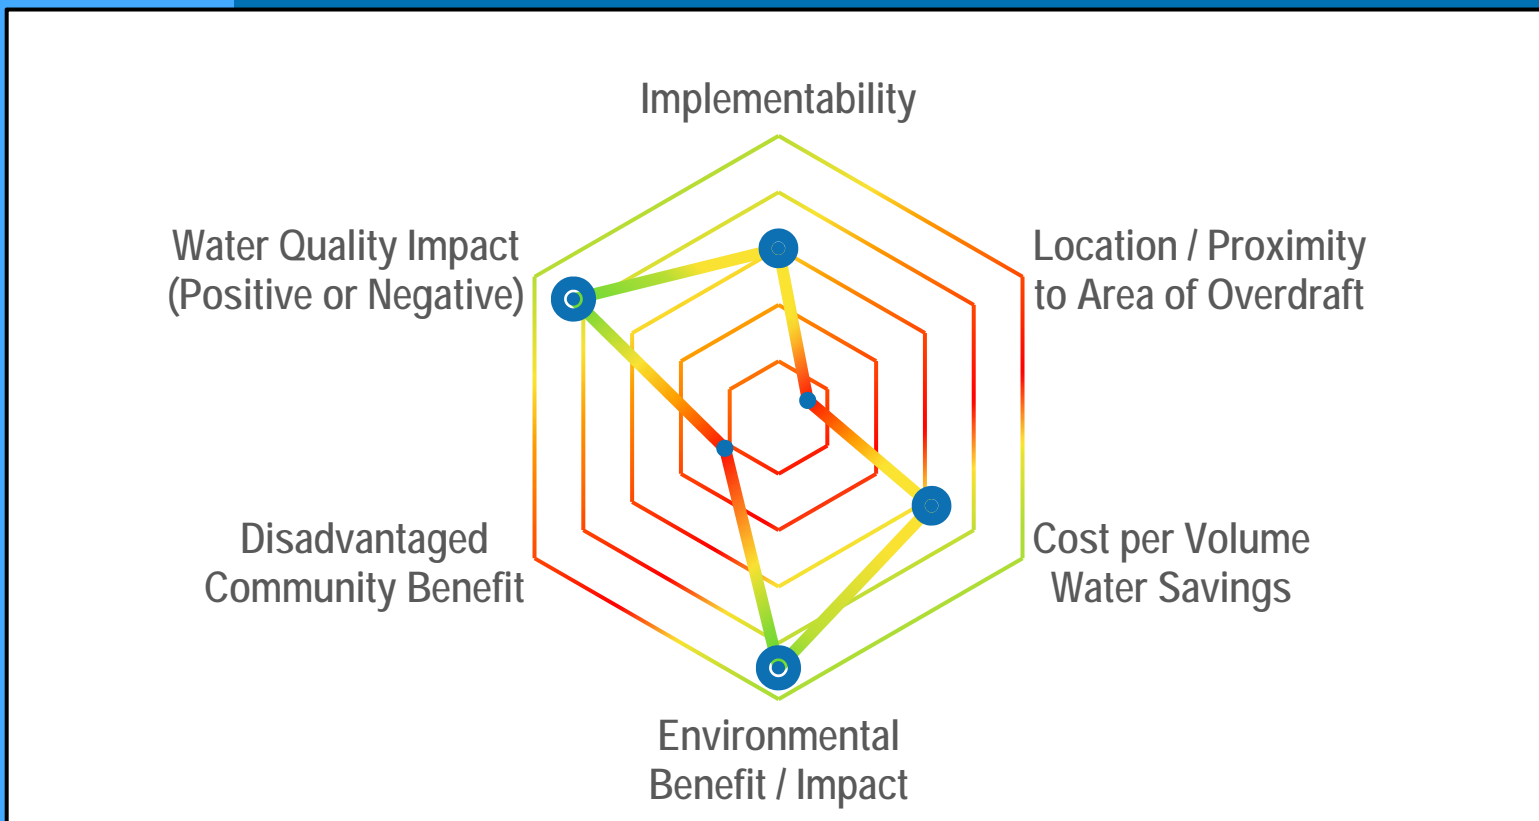 Implementability
Water Quality Impact
(Positive or Negative)
Location / Proximity
to Area of Overdraft
Disadvantaged
Community Benefit
Cost per Volume
Water Savings
Environmental
Benefit / Impact